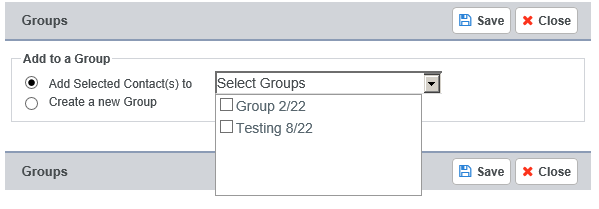 Groups Save Close
Add to a Group
Add Selected Contact(s) to Select Groups
Create a new Group
Group 2/22
Testing 8/22
Groups Save Close